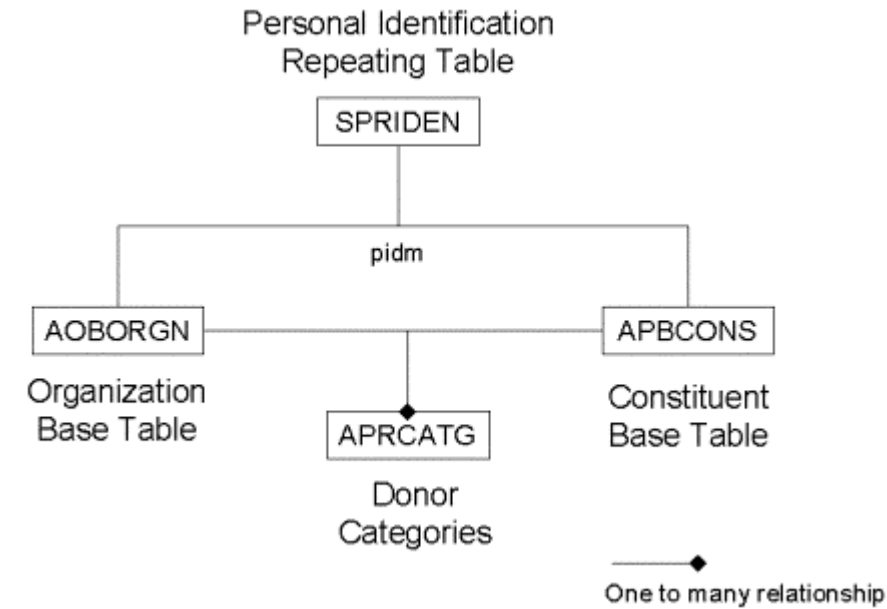 Personal Identification
Repeating Table
SPRIDEN
pidm
AOBORGN
APBCONS
Organization
Base Table
Constituent
Base Table
APRCATG
Donor
Categories
One to many relationship